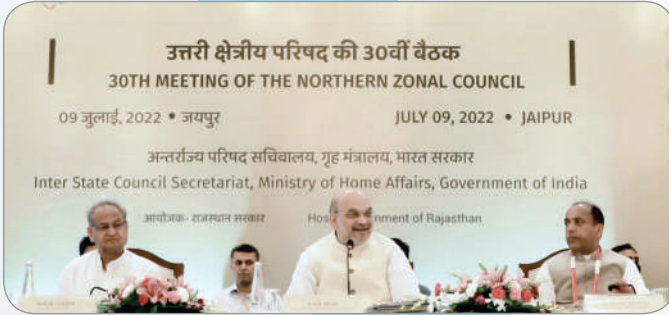 उत्तरी क्षेत्रीय परिषद की 30वीं बैठक
30TH MEETING OF THE NORTHERN ZONAL COUNCIL
09 जुलाई, 2022 • जयपुर JULY 09, 2022 • JAIPUR
अन्तर्राज्य परिषद सचिवालय, गृह मंत्रालय, भारत सरकार
Inter State Council Secretariat, Ministry of Home Affairs, Government of India
आयोजक- राजस्थान सरकार Hos nment of Rajasthan